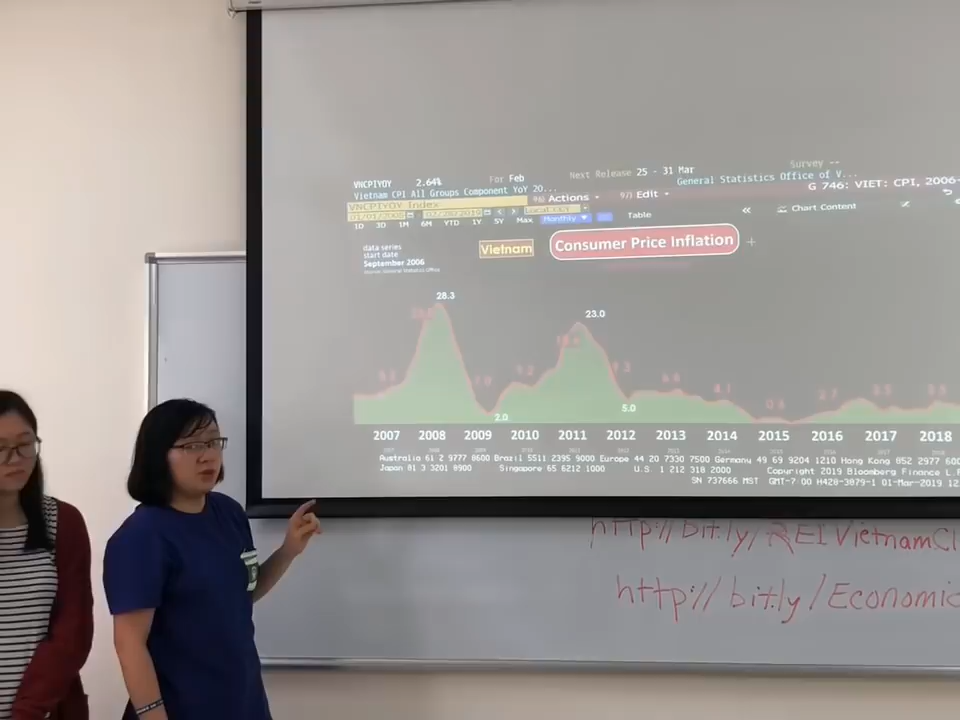 VNCPIYOY 2.64% For Feb Next Release 25 - 31 Mar Survey --
Vietnam CPI All Groups Component YoY 20... General Statistics Office of V...
VNCPIYOY Index Actions 97) Edit G 746: VIET: CPI, 2006-
1D 3D 1M 6M YTD 1Y 5Y Max Monthly Table « Chart Content
data series
start date
September 2006
Vietnam Consumer Price Inflation
28.3
23.0
2.0
5.0
2007 2008 2009 2010 2011 2012 2013 2014 2015 2016 2017 2018
Australia 61 2 9777 8600 Brazil 5511 2395 9000 Europe 44 20 7330 7500 Germany 49 69 9204 1210 Hong Kong 852 2977 600
Japan 81 3 3201 8900 Singapore 65 6212 1000 U.S. 1 212 318 2000 Copyright 2019 Bloomberg Finance L.P
SN 737666 MST GMT-7:00 H428-3079-1 01-Mar-2019 12
http://bit.ly/REIVietnamCl
http://bit.ly/Economic